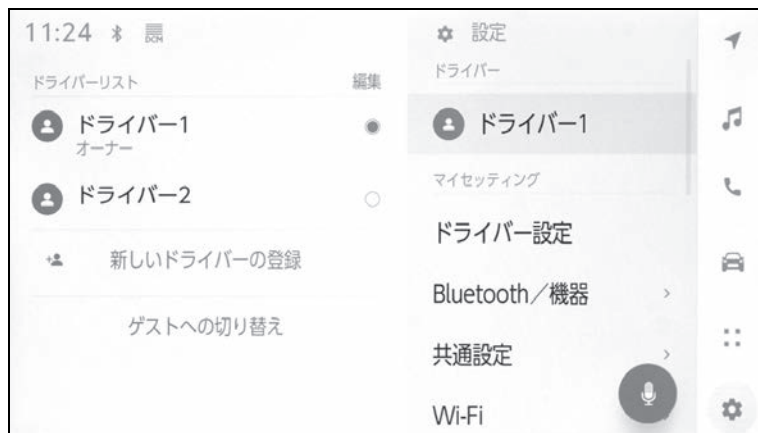 11:24
DCM
ドライバーリスト
編集
ドライバー1
オーナー
ドライバー2
新しいドライバーの登録
ゲストへの切り替え
設定
ドライバー
ドライバー1
マイセッティング
ドライバー設定
Bluetooth／機器
共通設定
Wi-Fi